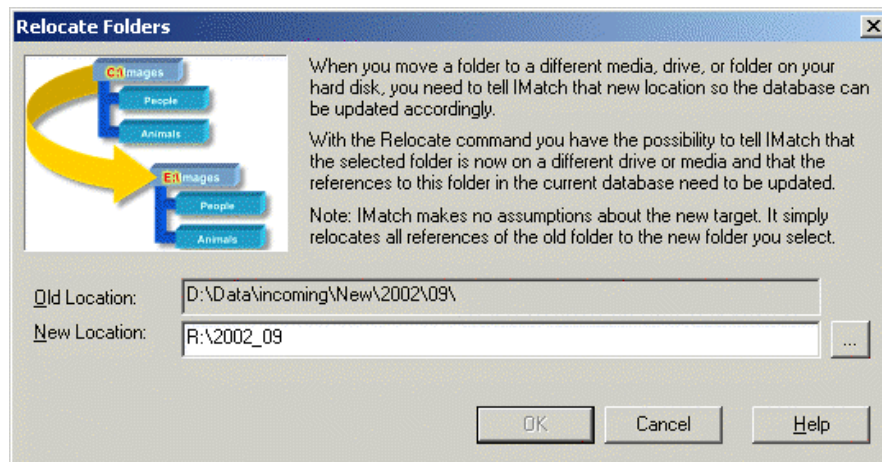 Relocate Folders
C:\Images
People
Animals
E:\Images
People
Animals
When you move a folder to a different media, drive, or folder on your
hard disk, you need to tell IMatch that new location so the database can
be updated accordingly.
With the Relocate command you have the possibility to tell IMatch that
the selected folder is now on a different drive or media and that the
references to this folder in the current database need to be updated.
Note: IMatch makes no assumptions about the new target. It simply
relocates all references of the old folder to the new folder you select.
Old Location:
D:\Data\incoming\New\2002\09\
New Location:
R:\2002_09
...
OK
Cancel
Help